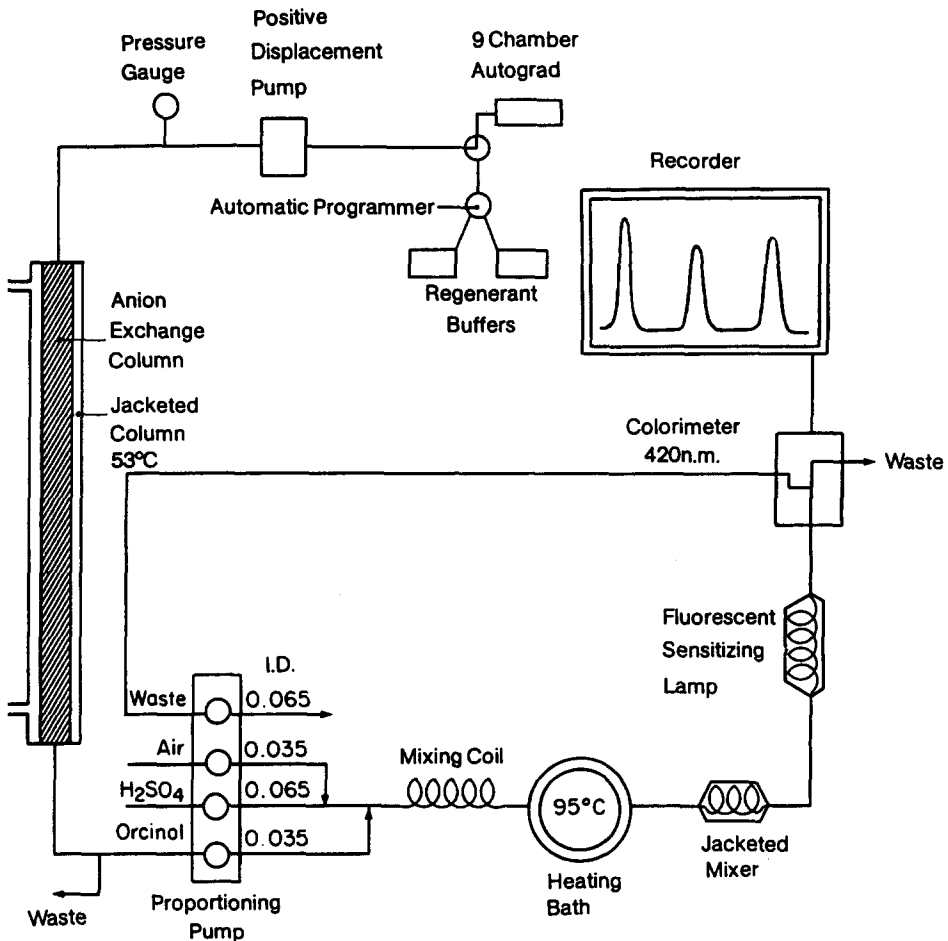 Pressure
Gauge
Positive
Displacement
Pump
9 Chamber
Autograd
Recorder
Automatic Programmer
Regenerant
Buffers
Anion
Exchange
Column
Jacketed
Column
53°C
Colorimeter
420n.m.
Waste
Fluorescent
Sensitizing
Lamp
I.D.
Waste 0.065
Air 0.035
H₂SO₄ 0.065
Orcinol 0.035
Mixing Coil
95°C
Jacketed
Mixer
Heating
Bath
Waste
Proportioning
Pump